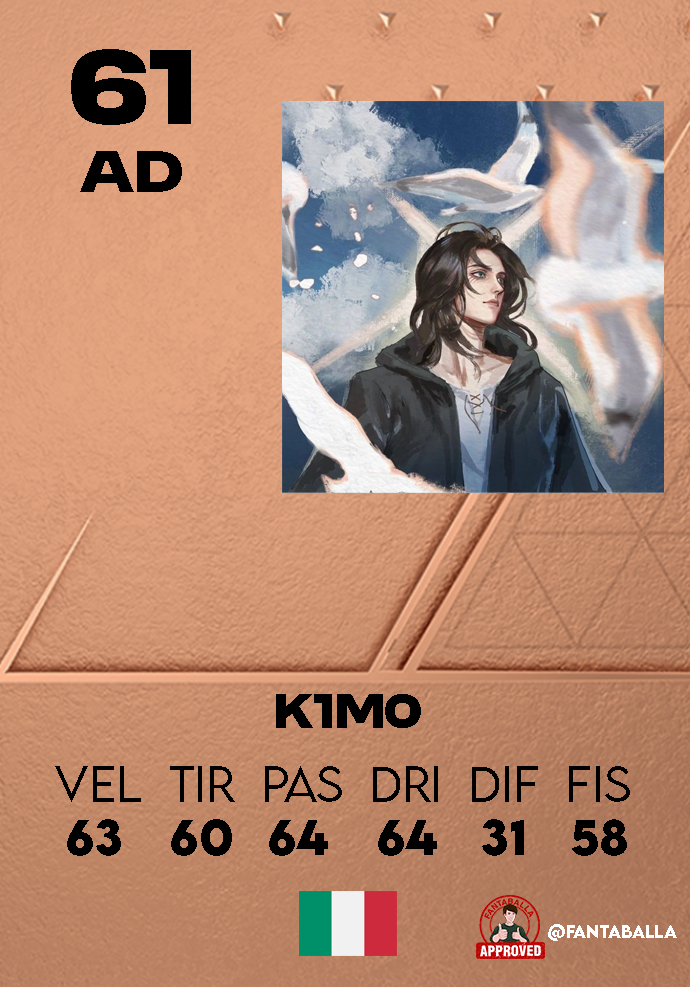 61
AD
K1M0
VEL TIR PAS DRI DIF FIS
63 60 64 64 31 58
FANTABALLA
APPROVED
@FANTABALLA